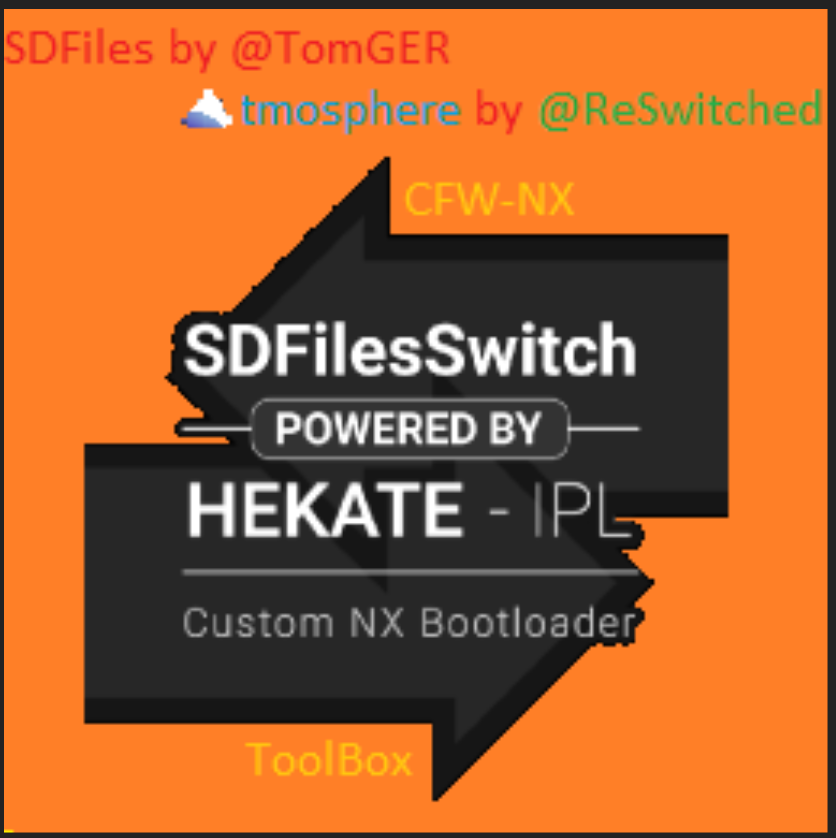 SDFiles by @TomGER
tmosphere by @ReSwitched
CFW-NX
SDFilesSwitch
POWERED BY
HEKATE - IPL
Custom NX Bootloader
ToolBox